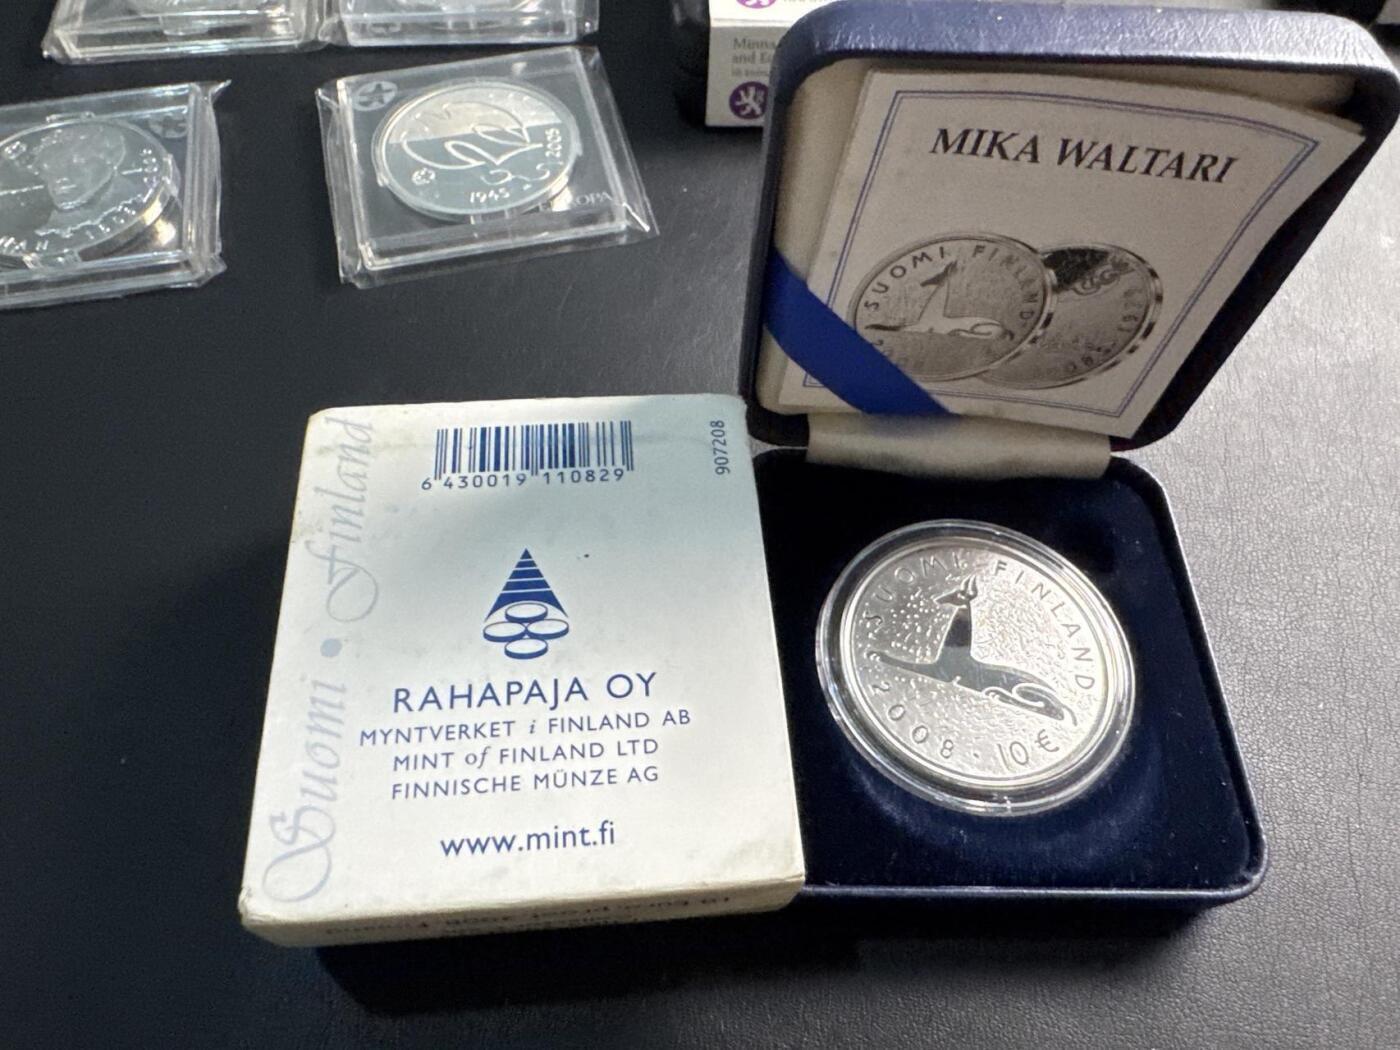 1945
2005
EUROPA
Minna
MIKA WALTARI
SUOMI FINLAND
6 430019 110829
907208
Suomi • Finland
RAHAPAJA OY
MYNTVERKET i FINLAND AB
MINT of FINLAND LTD
FINNISCHE MÜNZE AG
www.mint.fi
SUOMI FINLAND
2008 · 10 €